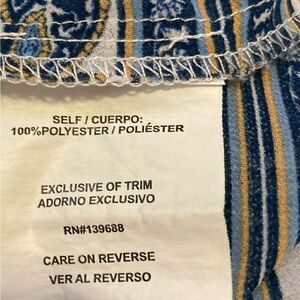 SELF / CUERPO:
100%POLYESTER / POLIÉSTER
EXCLUSIVE OF TRIM
ADORNO EXCLUSIVO
RN#139688
CARE ON REVERSE
VER AL REVERSO